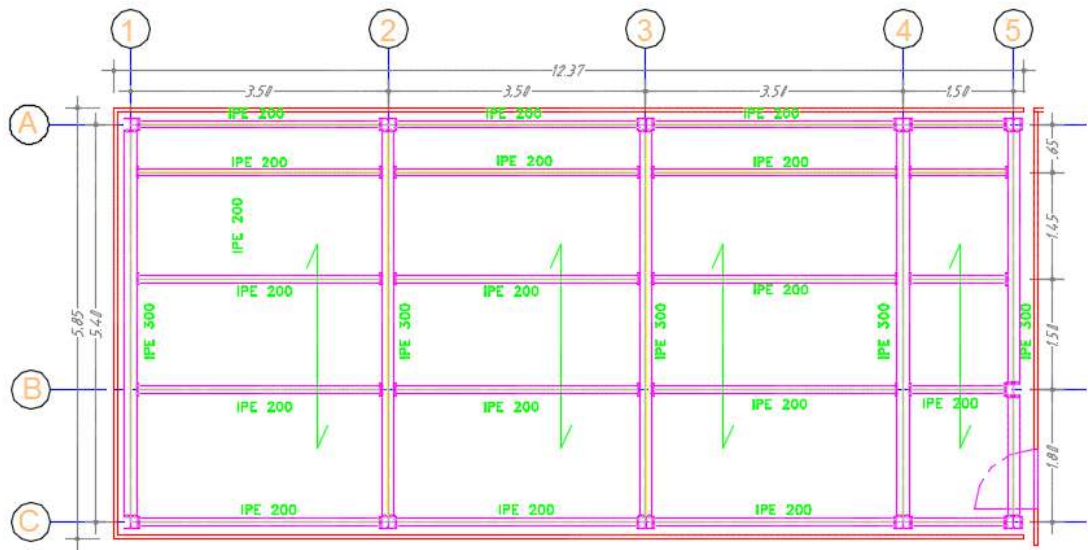 1 2 3 4 5
12.37
3.50 3.50 3.50 1.50
A
IPE 200 IPE 200 IPE 200
.65
IPE 200 IPE 200 IPE 200
IPE 200
1.45
IPE 200 IPE 200 IPE 200
5.85
5.40
IPE 300 IPE 300 IPE 300 IPE 300 IPE 300
1.50
B
IPE 200 IPE 200 IPE 200 IPE 200
1.80
IPE 200 IPE 200 IPE 200
C